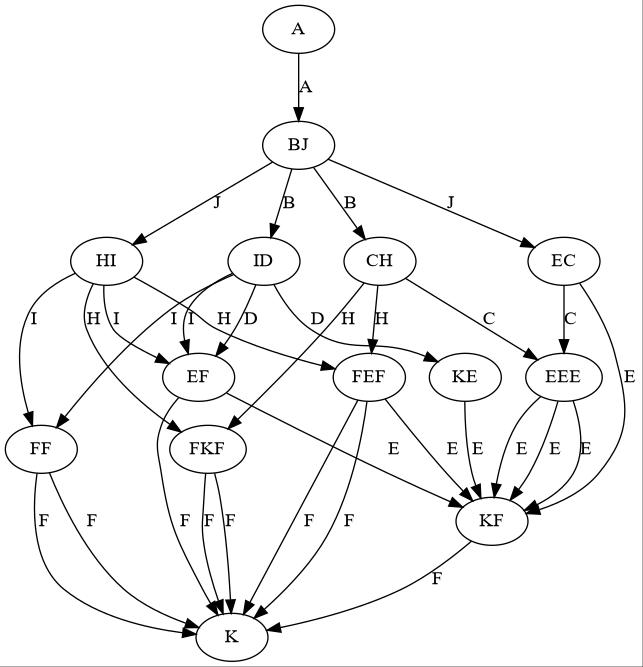 A
A
BJ
J B B J
HI ID CH EC
I H I H I I D D H H C C E
EF FEF KE EEE
FF FKF
E E E E E E
KF
F F F F F F F
F
K